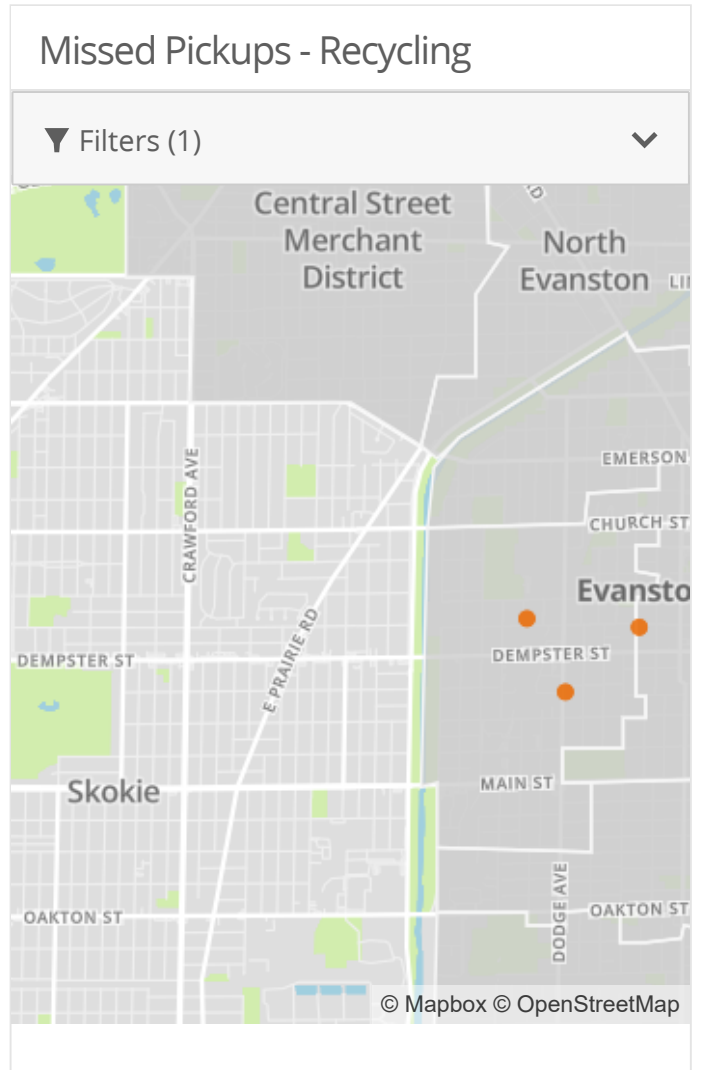 Missed Pickups - Recycling
Filters (1)
Central Street
Merchant
District
North
Evanston
EMERSON
CRAWFORD AVE
CHURCH ST
Evansto
E PRAIRIE RD
DEMPSTER ST
DEMPSTER ST
Skokie
MAIN ST
DODGE AVE
OAKTON ST
OAKTON ST
© Mapbox © OpenStreetMap